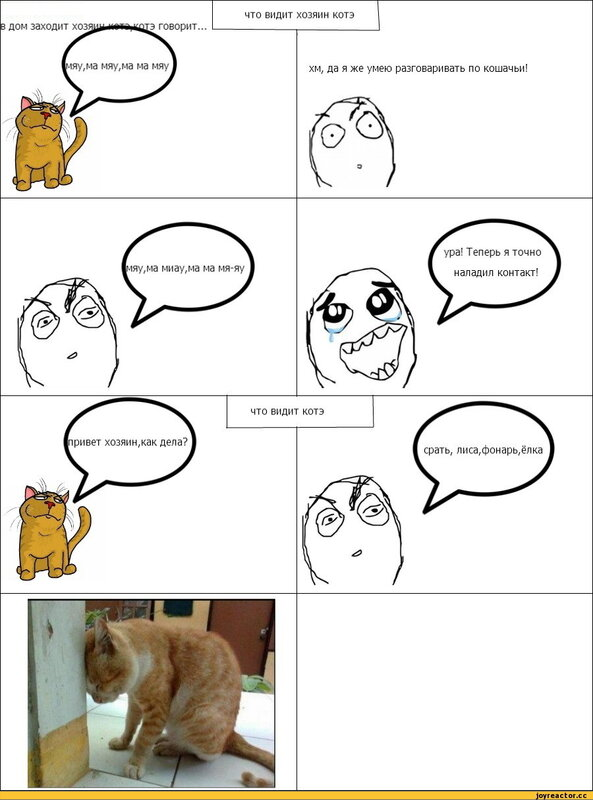 что видит хозяин котэ
в дом заходит хозяин котэ,котэ говорит...
мяу,ма мяу,ма ма мяу
хм, да я же умею разговаривать по кошачьи!
мяу,ма миау,ма ма мя-яу
ура! Теперь я точно
наладил контакт!
что видит котэ
привет хозяин,как дела?
срать, лиса,фонарь,ёлка
joyreactor.cc